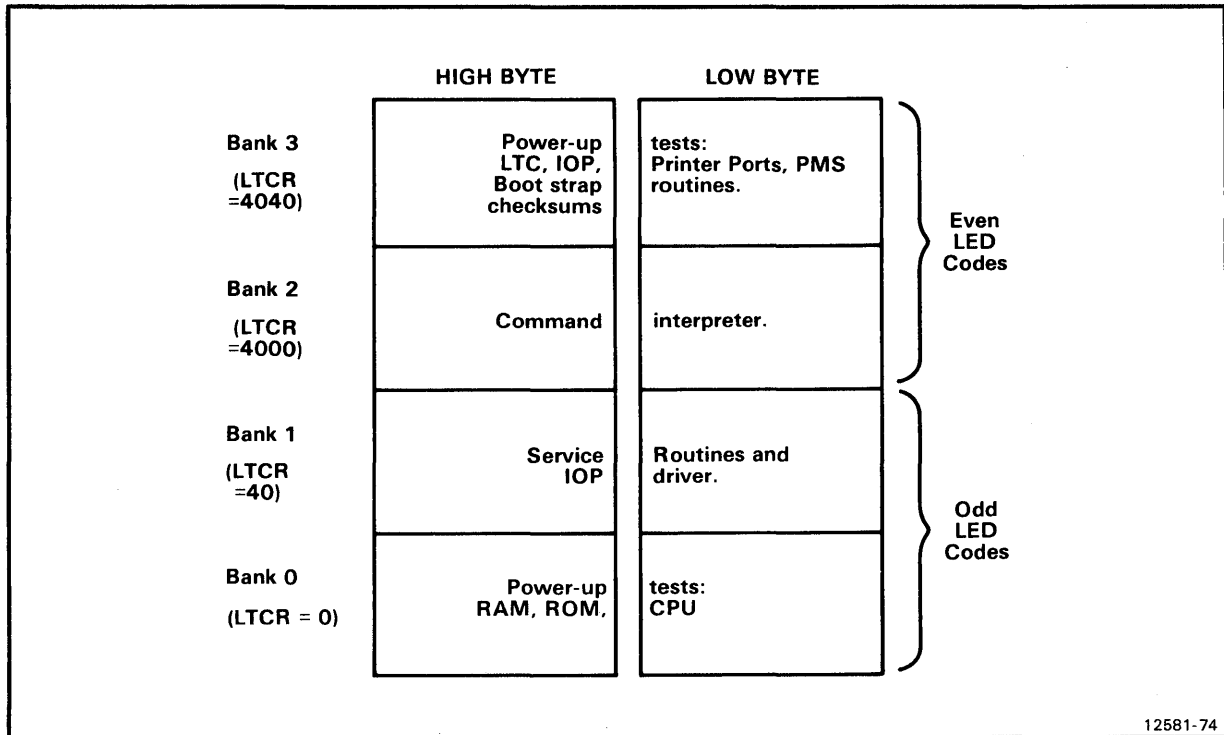 HIGH BYTE
LOW BYTE
Bank 3
(LTCR
=4040)
Power-up
LTC, IOP,
Boot strap
checksums
tests:
Printer Ports, PMS
routines.
Even
LED
Codes
Bank 2
(LTCR
=4000)
Command
interpreter.
Bank 1
(LTCR
=40)
Service
IOP
Routines and
driver.
Odd
LED
Codes
Bank 0
(LTCR = 0)
Power-up
RAM, ROM,
tests:
CPU
12581-74